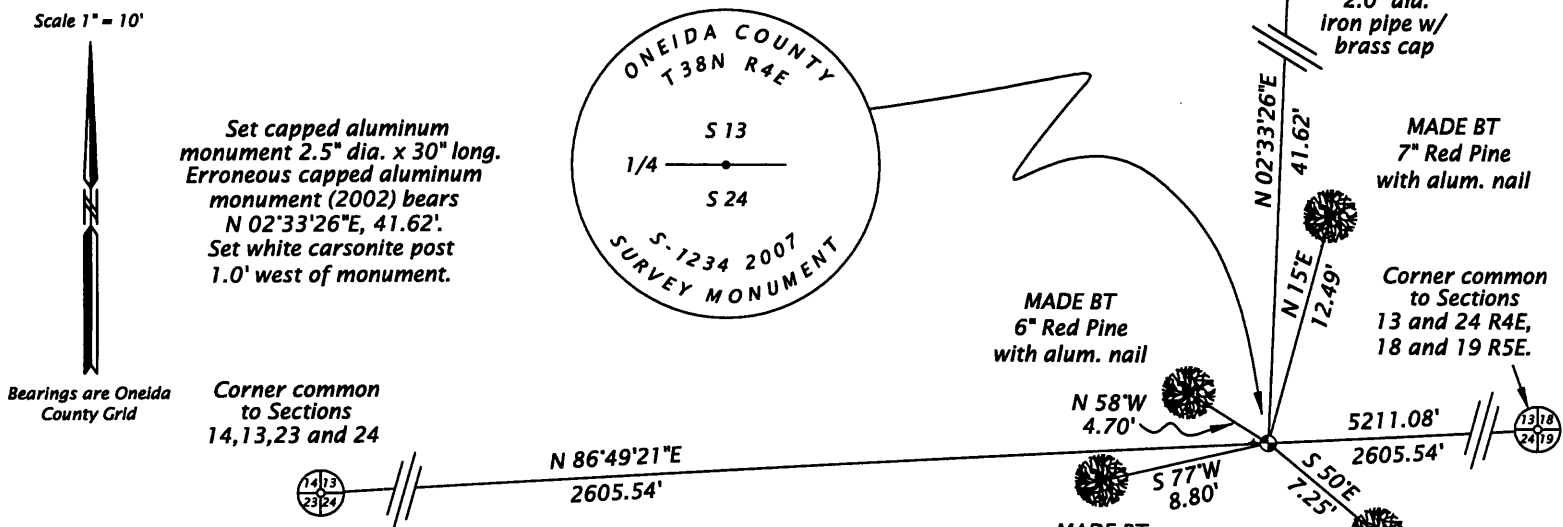 Scale 1" = 10'
N
Bearings are Oneida
County Grid
Set capped aluminum
monument 2.5" dia. x 30" long.
Erroneous capped aluminum
monument (2002) bears
N 02°33'26"E, 41.62'.
Set white carsonite post
1.0' west of monument.
ONEIDA COUNTY
T38N R4E
S 13
1/4
S 24
S-1234 2007
SURVEY MONUMENT
2.0" dia.
iron pipe w/
brass cap
N 02°33'26"E
41.62'
MADE BT
7" Red Pine
with alum. nail
N 15°E
12.49'
Corner common
to Sections
13 and 24 R4E,
18 and 19 R5E.
MADE BT
6" Red Pine
with alum. nail
N 58°W
4.70'
Corner common
to Sections
14,13,23 and 24
14 13
23 24
N 86°49'21"E
2605.54'
S 77°W
8.80'
S 50°E
7.25'
5211.08'
2605.54'
13 18
24 19
MADE BT